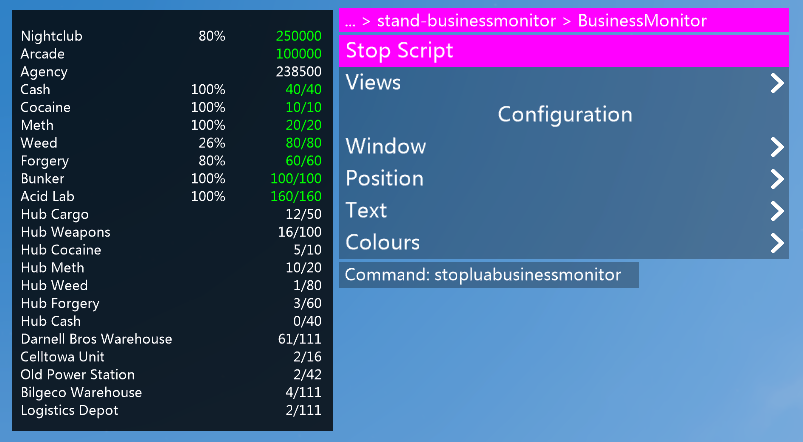 Nightclub 80% 250000
Arcade 100000
Agency 238500
Cash 100% 40/40
Cocaine 100% 10/10
Meth 100% 20/20
Weed 26% 80/80
Forgery 80% 60/60
Bunker 100% 100/100
Acid Lab 100% 160/160
Hub Cargo 12/50
Hub Weapons 16/100
Hub Cocaine 5/10
Hub Meth 10/20
Hub Weed 1/80
Hub Forgery 3/60
Hub Cash 0/40
Darnell Bros Warehouse 61/111
Celltowa Unit 2/16
Old Power Station 2/42
Bilgeco Warehouse 4/111
Logistics Depot 2/111
... > stand-businessmonitor > BusinessMonitor
Stop Script
Views
Configuration
Window
Position
Text
Colours
Command: stopluabusinessmonitor